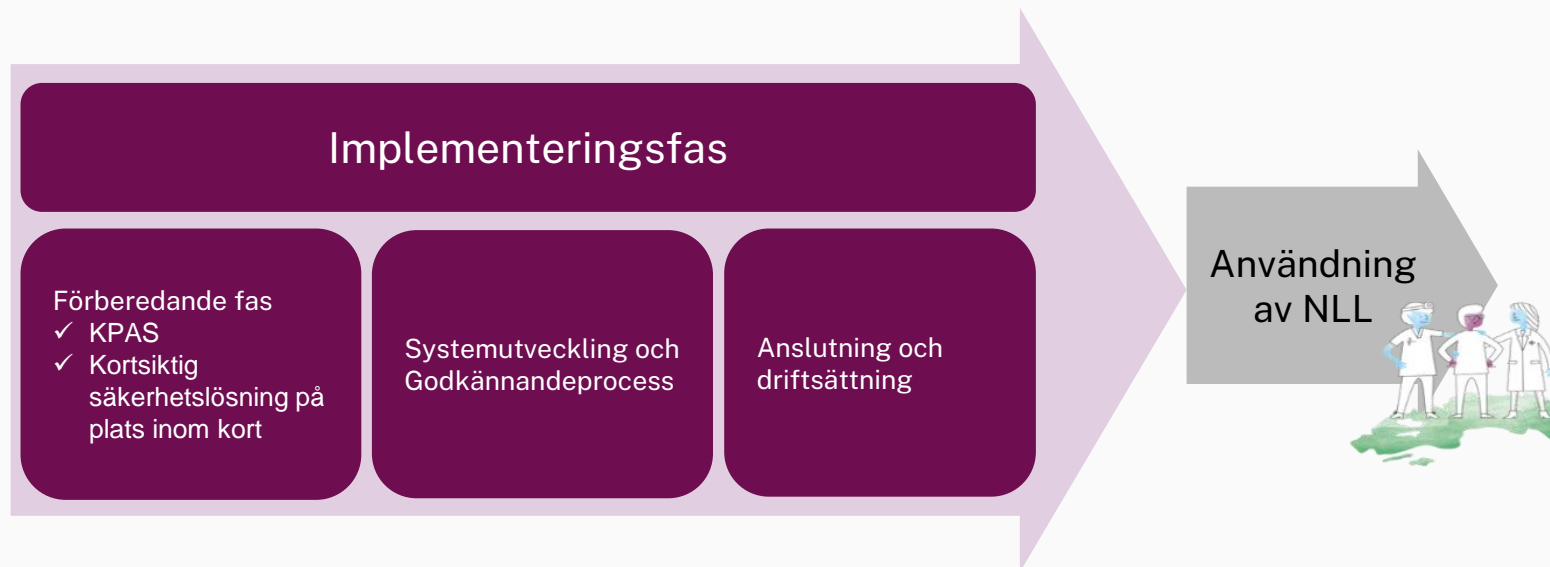 Implementeringsfas
Förberedande fas
✓ KPAS
✓ Kortsiktig
säkerhetslösning på
plats inom kort
Systemutveckling och
Godkännandeprocess
Anslutning och
driftsättning
Användning
av NLL